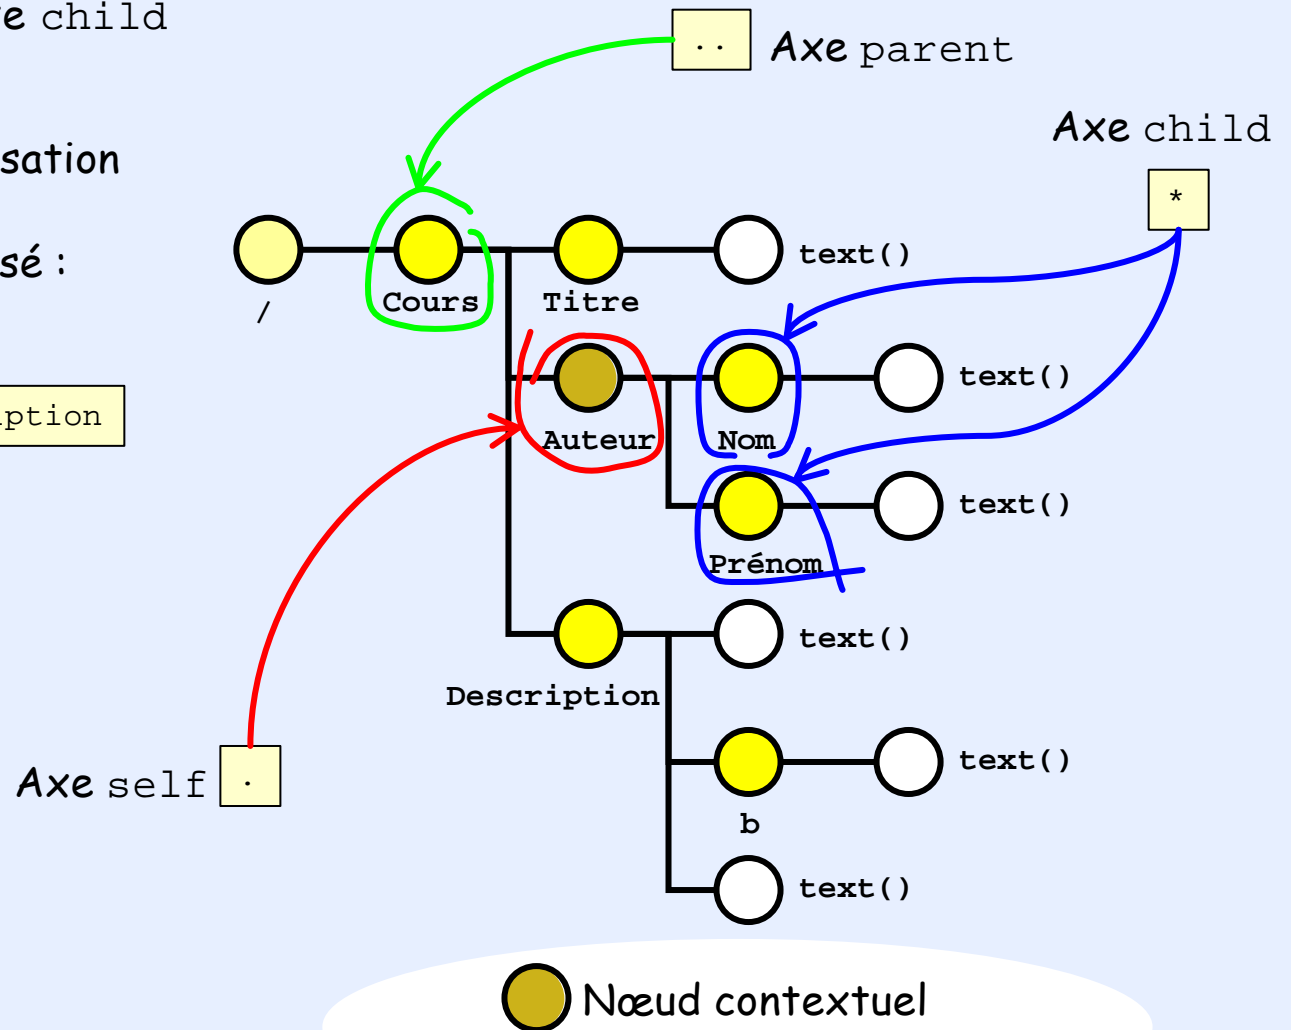 child
..
Axe parent
Axe child
sation
*
sé :
text()
/
Cours
Titre
text()
Auteur
Nom
text()
Prénom
text()
Description
Axe self
.
text()
b
text()
Nœud contextuel